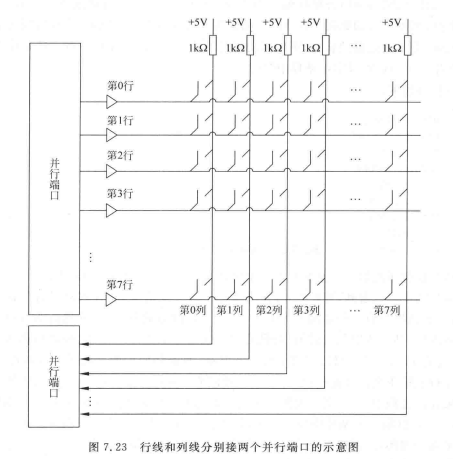 +5V +5V +5V +5V +5V
1kΩ 1kΩ 1kΩ 1kΩ … 1kΩ
第0行
…
第1行
第2行
…
第3行
…
并行端口
⋮
第7行
…
第0列 第1列 第2列 第3列 … 第7列
并行端口
⋮
图 7.23 行线和列线分别接两个并行端口的示意图